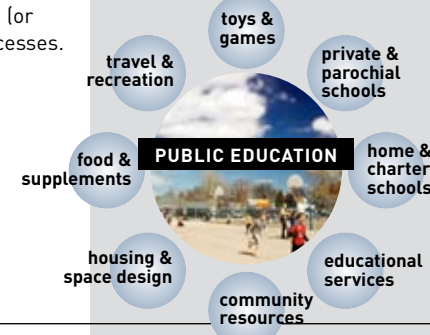 (or
cesses.
toys &
games
travel &
recreation
private &
parochial
schools
food &
supplements
PUBLIC EDUCATION
home &
charter
schools
housing &
space design
educational
services
community
resources